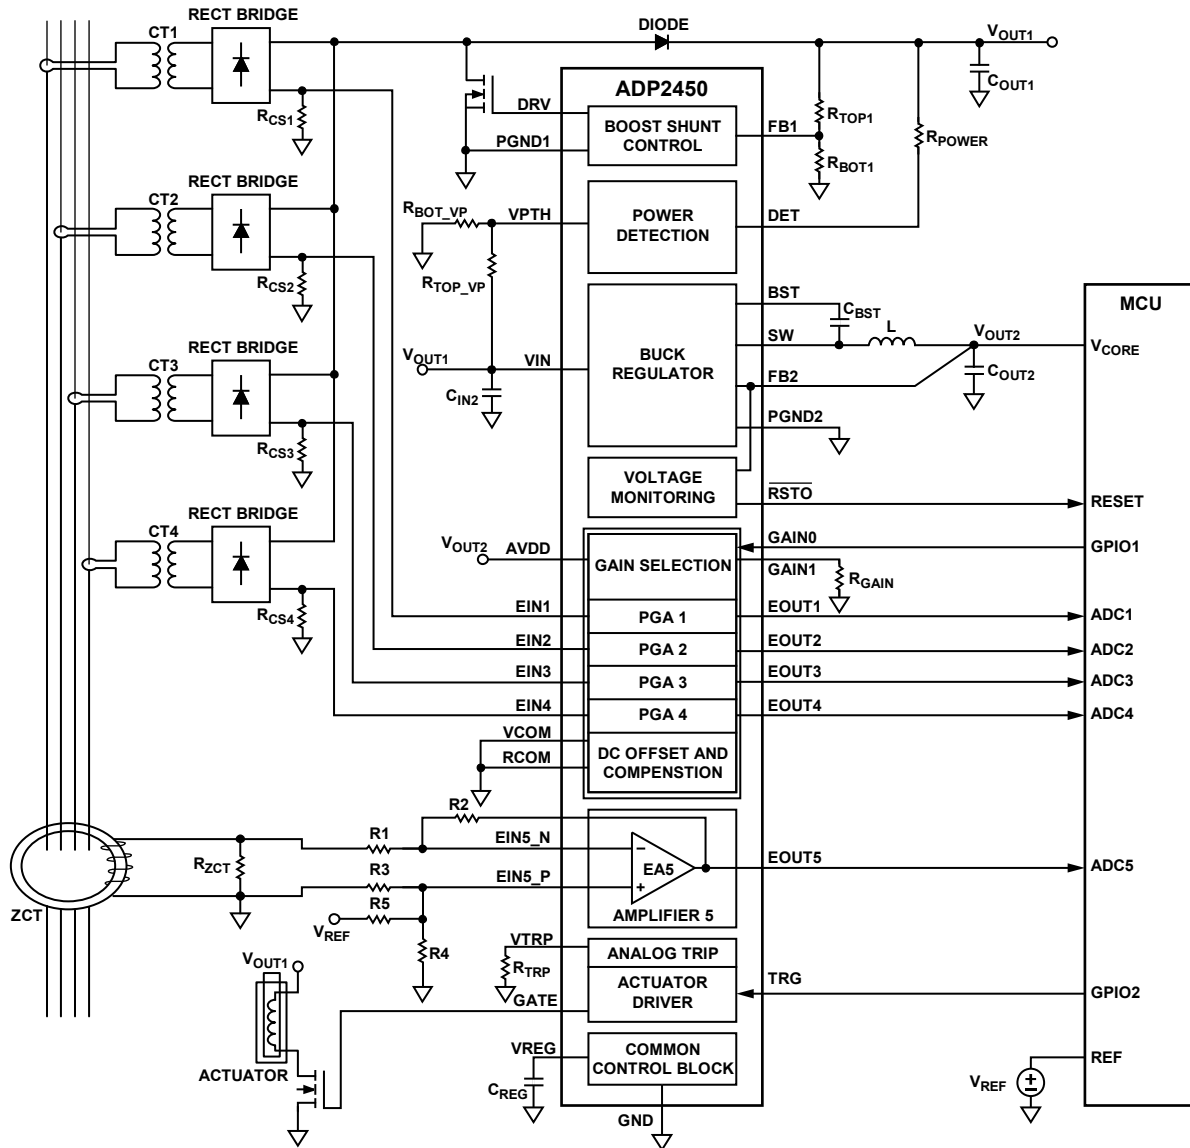 RECT BRIDGE
CT1
RCS1
DIODE
VOUT1
COUT1
RTOP1
RBOT1
RPOWER
ADP2450
DRV
PGND1
BOOST SHUNT CONTROL
FB1
RECT BRIDGE
CT2
RCS2
RBOT_VP
VPTH
RTOP_VP
POWER DETECTION
DET
RECT BRIDGE
CT3
RCS3
VOUT1
VIN
CIN2
BUCK REGULATOR
BST
CBST
SW
L
VOUT2
COUT2
FB2
PGND2
MCU
VCORE
VOLTAGE MONITORING
RSTO
RESET
RECT BRIDGE
CT4
RCS4
VOUT2
AVDD
GAIN SELECTION
GAIN0
GPIO1
GAIN1
RGAIN
EIN1
PGA 1
EOUT1
ADC1
EIN2
PGA 2
EOUT2
ADC2
EIN3
PGA 3
EOUT3
ADC3
EIN4
PGA 4
EOUT4
ADC4
VCOM
RCOM
DC OFFSET AND COMPENSTION
ZCT
RZCT
R1
R2
R3
R5
VREF
R4
EIN5_N
EIN5_P
−
+
EA5
AMPLIFIER 5
EOUT5
ADC5
VTRP
RTRP
ANALOG TRIP
ACTUATOR DRIVER
TRG
GPIO2
GATE
VOUT1
ACTUATOR
VREG
CREG
COMMON CONTROL BLOCK
GND
REF
VREF
+
−